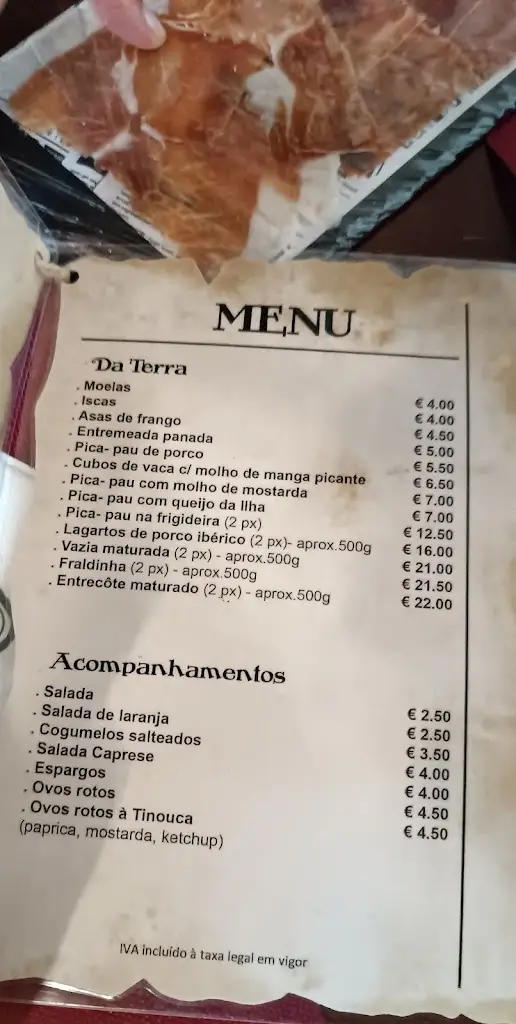 MENU
Da Terra
. Moelas € 4.00
. Iscas € 4.00
. Asas de frango € 4.50
. Entremeada panada € 5.00
. Pica- pau de porco € 5.50
. Cubos de vaca c/ molho de manga picante € 6.50
. Pica- pau com molho de mostarda € 7.00
. Pica- pau com queijo da Ilha € 7.00
. Pica- pau na frigideira (2 px) € 12.50
. Lagartos de porco ibérico (2 px)- aprox.500g € 16.00
. Vazia maturada (2 px) - aprox.500g € 21.00
. Fraldinha (2 px) - aprox.500g € 21.50
. Entrecôte maturado (2 px) - aprox.500g € 22.00
Acompanhamentos
. Salada € 2.50
. Salada de laranja € 2.50
. Cogumelos salteados € 3.50
. Salada Caprese € 4.00
. Espargos € 4.00
. Ovos rotos € 4.50
. Ovos rotos à Tinouca € 4.50
(paprica, mostarda, ketchup)
IVA incluído à taxa legal em vigor